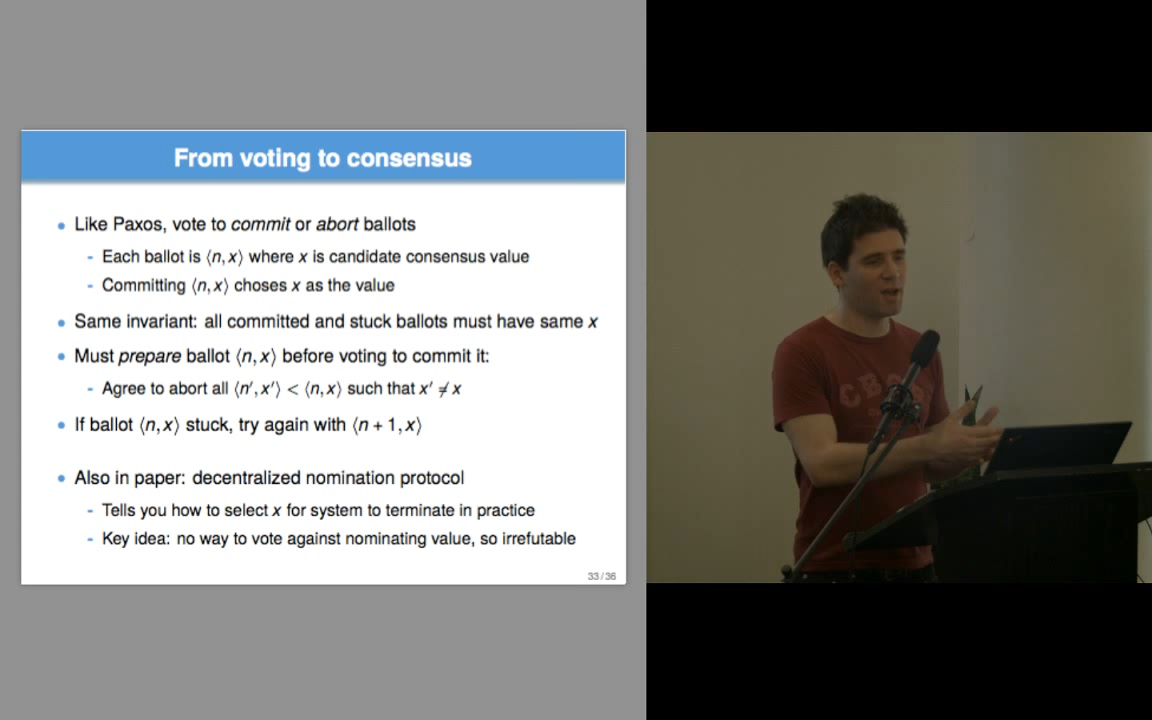 From voting to consensus
• Like Paxos, vote to commit or abort ballots
- Each ballot is ⟨n, x⟩ where x is candidate consensus value
- Committing ⟨n, x⟩ choses x as the value
• Same invariant: all committed and stuck ballots must have same x
• Must prepare ballot ⟨n, x⟩ before voting to commit it:
- Agree to abort all ⟨n′, x′⟩ < ⟨n, x⟩ such that x′ ≠ x
• If ballot ⟨n, x⟩ stuck, try again with ⟨n + 1, x⟩
• Also in paper: decentralized nomination protocol
- Tells you how to select x for system to terminate in practice
- Key idea: no way to vote against nominating value, so irrefutable
33 / 36